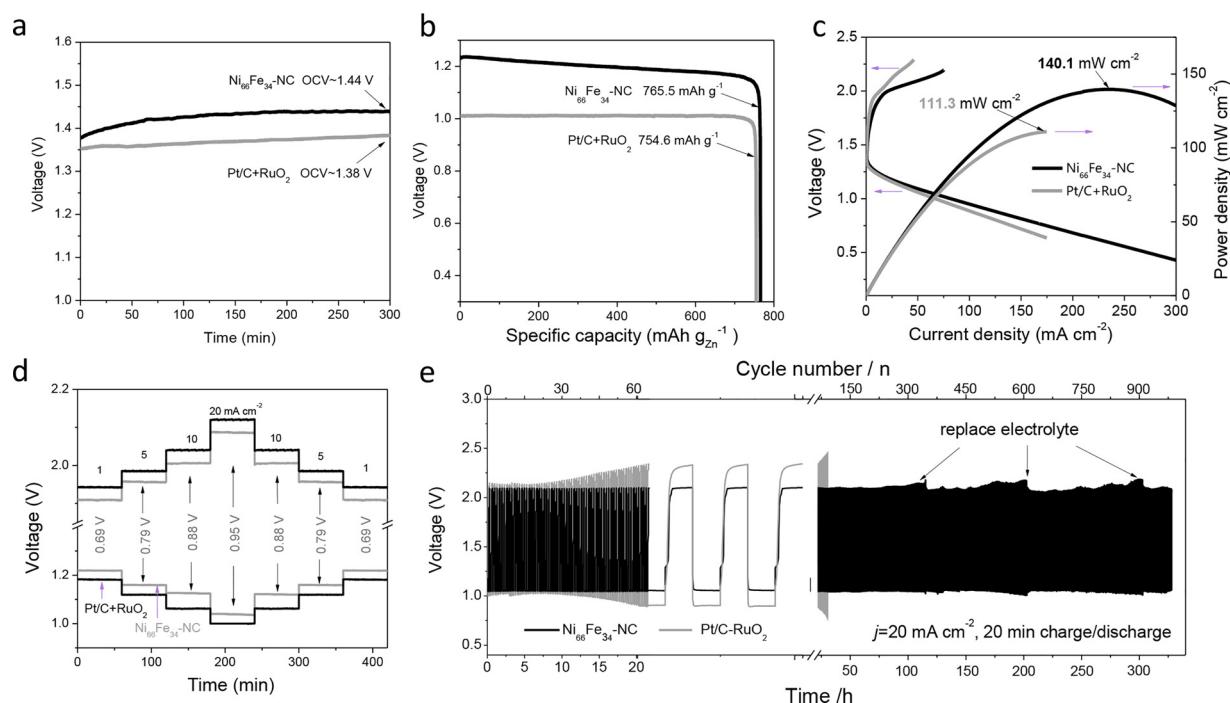 a
1.6
1.5
1.4
1.3
1.2
1.1
1.0
Voltage (V)
Ni66Fe34-NC OCV~1.44 V
Pt/C+RuO2 OCV~1.38 V
0 50 100 150 200 250 300
Time (min)
b
1.2
1.0
0.8
0.6
0.4
Voltage (V)
Ni66Fe34-NC 765.5 mAh g-1
Pt/C+RuO2 754.6 mAh g-1
0 200 400 600 800
Specific capacity (mAh gZn-1)
c
2.5
2.0
1.5
1.0
0.5
Voltage (V)
140.1 mW cm-2
111.3 mW cm-2
Ni66Fe34-NC
Pt/C+RuO2
150
100
50
0
Power density (mW cm-2)
0 50 100 150 200 250 300
Current density (mA cm-2)
d
2.2
2.1
2.0
1.2
1.0
Voltage (V)
20 mA cm-2
1 5 10 10 5 1
0.69 V 0.79 V 0.88 V 0.95 V 0.88 V 0.79 V 0.69 V
Pt/C+RuO2
Ni66Fe34-NC
0 100 200 300 400
Time (min)
e
Cycle number / n
0 30 60 150 300 450 600 750 900
3.0
2.5
2.0
1.5
1.0
0.5
Voltage (V)
replace electrolyte
Ni66Fe34-NC Pt/C-RuO2
j=20 mA cm-2, 20 min charge/discharge
0 5 10 15 20 50 100 150 200 250 300
Time /h